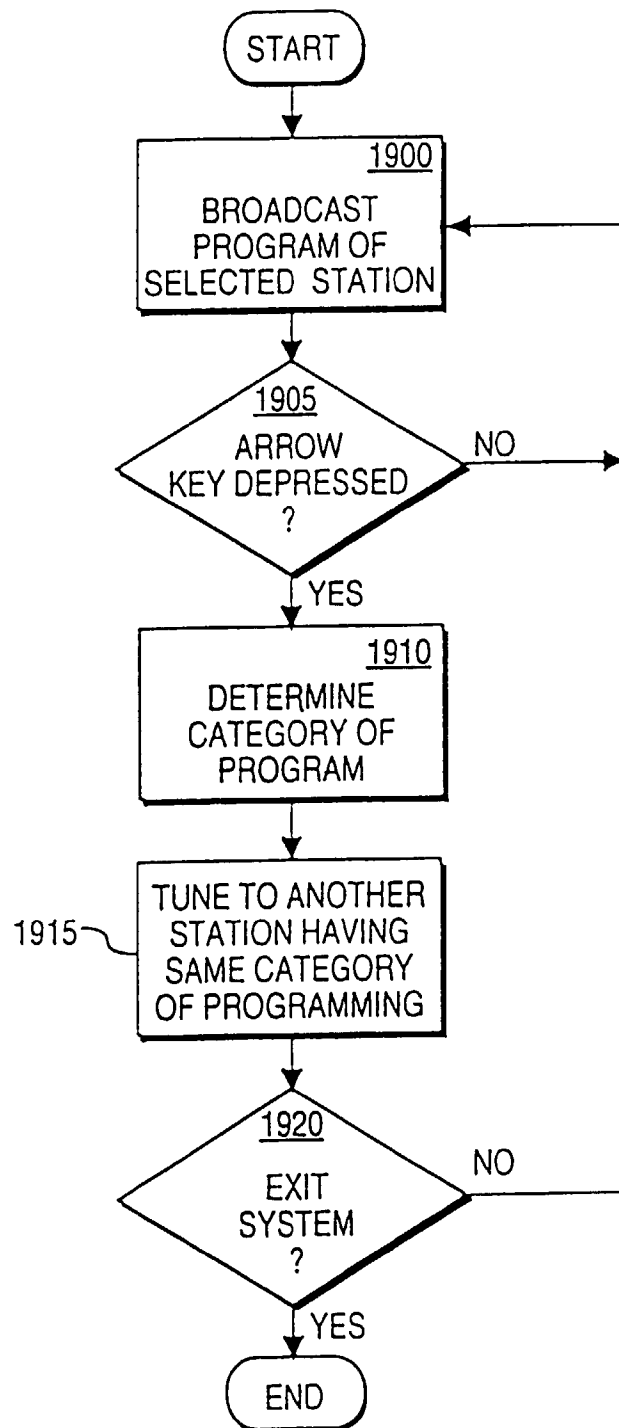 START
1900
BROADCAST
PROGRAM OF
SELECTED STATION
1905
ARROW
KEY DEPRESSED
?
NO
YES
1910
DETERMINE
CATEGORY OF
PROGRAM
1915
TUNE TO ANOTHER
STATION HAVING
SAME CATEGORY
OF PROGRAMMING
1920
EXIT
SYSTEM
?
NO
YES
END